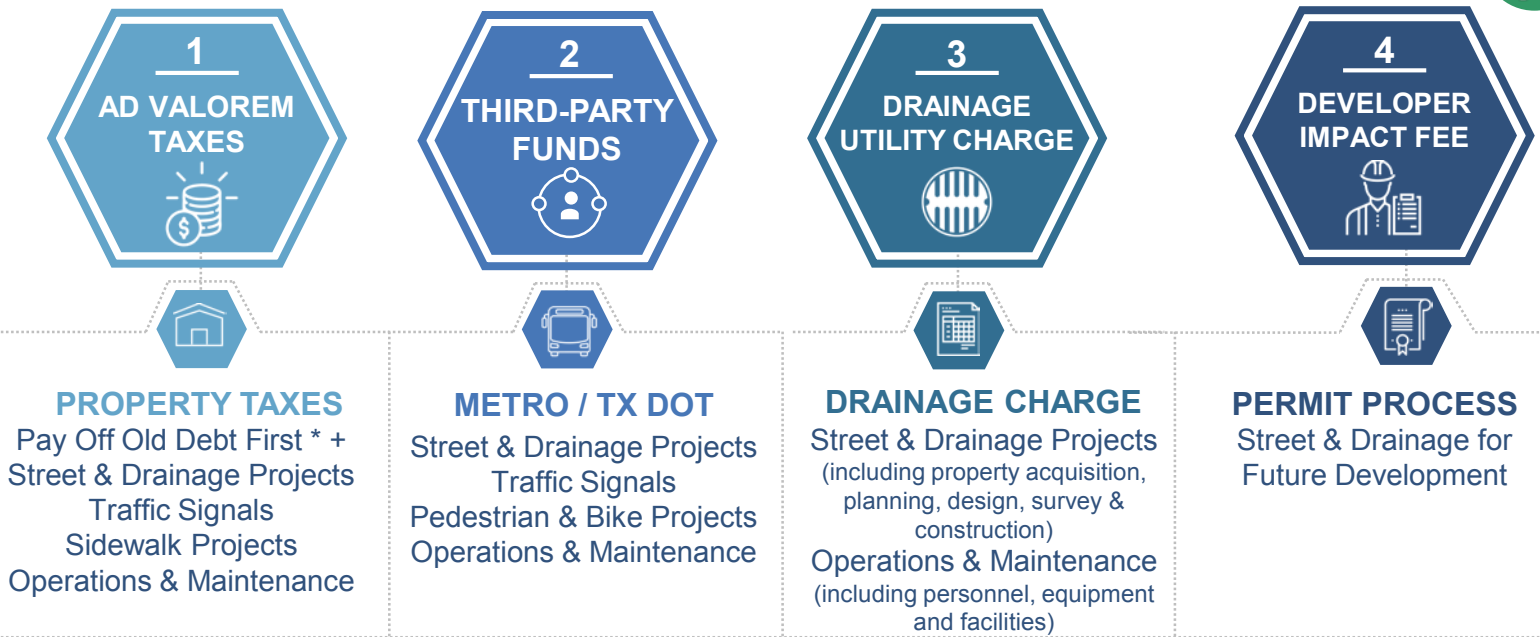 1
AD VALOREM
TAXES
$
PROPERTY TAXES
Pay Off Old Debt First * +
Street & Drainage Projects
Traffic Signals
Sidewalk Projects
Operations & Maintenance
2
THIRD-PARTY
FUNDS
METRO / TX DOT
Street & Drainage Projects
Traffic Signals
Pedestrian & Bike Projects
Operations & Maintenance
3
DRAINAGE
UTILITY CHARGE
DRAINAGE CHARGE
Street & Drainage Projects
(including property acquisition,
planning, design, survey &
construction)
Operations & Maintenance
(including personnel, equipment
and facilities)
4
DEVELOPER
IMPACT FEE
PERMIT PROCESS
Street & Drainage for
Future Development